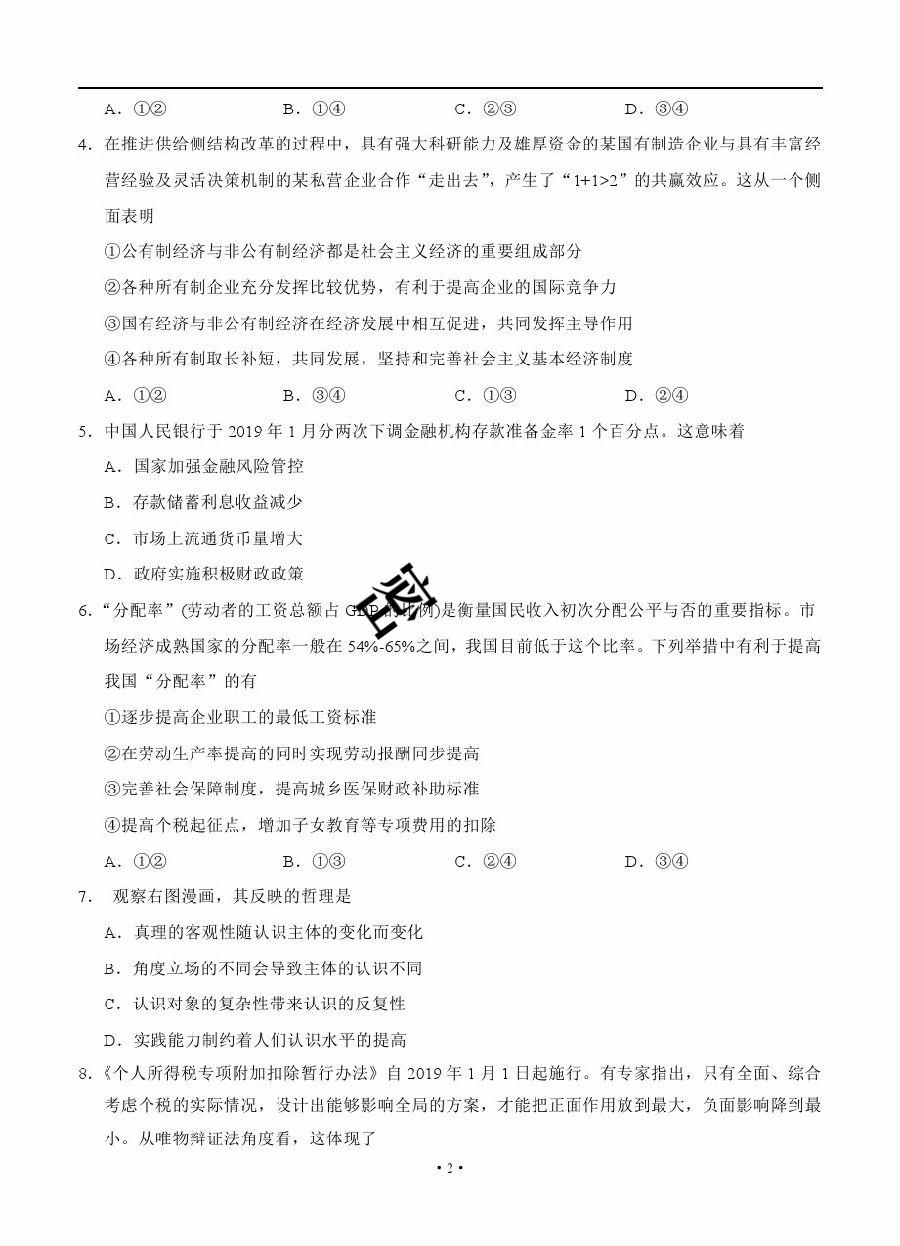 A．①② B．①④ C．②③ D．③④
4．在推进供给侧结构改革的过程中，具有强大科研能力及雄厚资金的某国有制造企业与具有丰富经
营经验及灵活决策机制的某私营企业合作“走出去”，产生了“1+1>2”的共赢效应。这从一个侧
面表明
①公有制经济与非公有制经济都是社会主义经济的重要组成部分
②各种所有制企业充分发挥比较优势，有利于提高企业的国际竞争力
③国有经济与非公有制经济在经济发展中相互促进，共同发挥主导作用
④各种所有制取长补短，共同发展，坚持和完善社会主义基本经济制度
A．①② B．③④ C．①③ D．②④
5．中国人民银行于 2019 年 1 月分两次下调金融机构存款准备金率 1 个百分点。这意味着
A．国家加强金融风险管控
B．存款储蓄利息收益减少
C．市场上流通货币量增大
D．政府实施积极财政政策
密
6．“分配率”(劳动者的工资总额占 GDP 的比例)是衡量国民收入初次分配公平与否的重要指标。市
场经济成熟国家的分配率一般在 54%-65%之间，我国目前低于这个比率。下列举措中有利于提高
我国“分配率”的有
①逐步提高企业职工的最低工资标准
②在劳动生产率提高的同时实现劳动报酬同步提高
③完善社会保障制度，提高城乡医保财政补助标准
④提高个税起征点，增加子女教育等专项费用的扣除
A．①② B．①③ C．②④ D．③④
7． 观察右图漫画，其反映的哲理是
A．真理的客观性随认识主体的变化而变化
B．角度立场的不同会导致主体的认识不同
C．认识对象的复杂性带来认识的反复性
D．实践能力制约着人们认识水平的提高
8．《个人所得税专项附加扣除暂行办法》自 2019 年 1 月 1 日起施行。有专家指出，只有全面、综合
考虑个税的实际情况，设计出能够影响全局的方案，才能把正面作用放到最大，负面影响降到最
小。从唯物辩证法角度看，这体现了
• 2 •